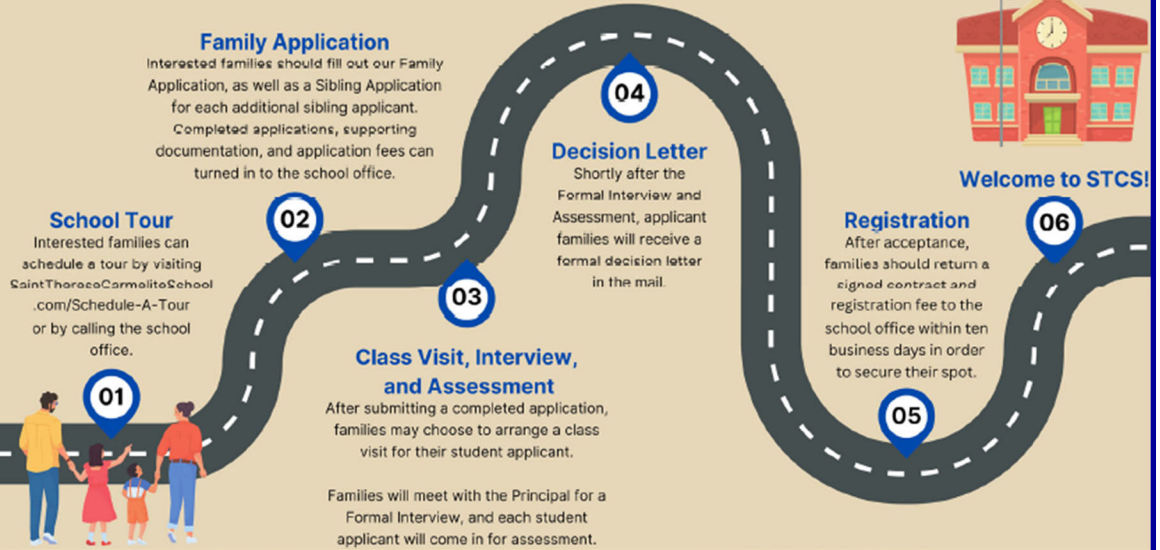 School Tour
Interested families can
schedule a tour by visiting
SaintThereseCarmeliteSchool
.com/Schedule-A-Tour
or by calling the school
office.
01
Family Application
Interested families should fill out our Family
Application, as well as a Sibling Application
for each additional sibling applicant.
Completed applications, supporting
documentation, and application fees can
turned in to the school office.
02
03
Class Visit, Interview,
and Assessment
After submitting a completed application,
families may choose to arrange a class
visit for their student applicant.
Families will meet with the Principal for a
Formal Interview, and each student
applicant will come in for assessment.
04
Decision Letter
Shortly after the
Formal Interview and
Assessment, applicant
families will receive a
formal decision letter
in the mail.
Registration
After acceptance,
families should return a
signed contract and
registration fee to the
school office within ten
business days in order
to secure their spot.
05
Welcome to STCS!
06